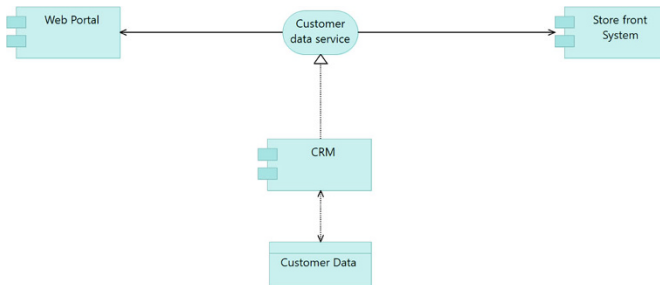 Web Portal
Customer
data service
Store front
System
CRM
Customer Data